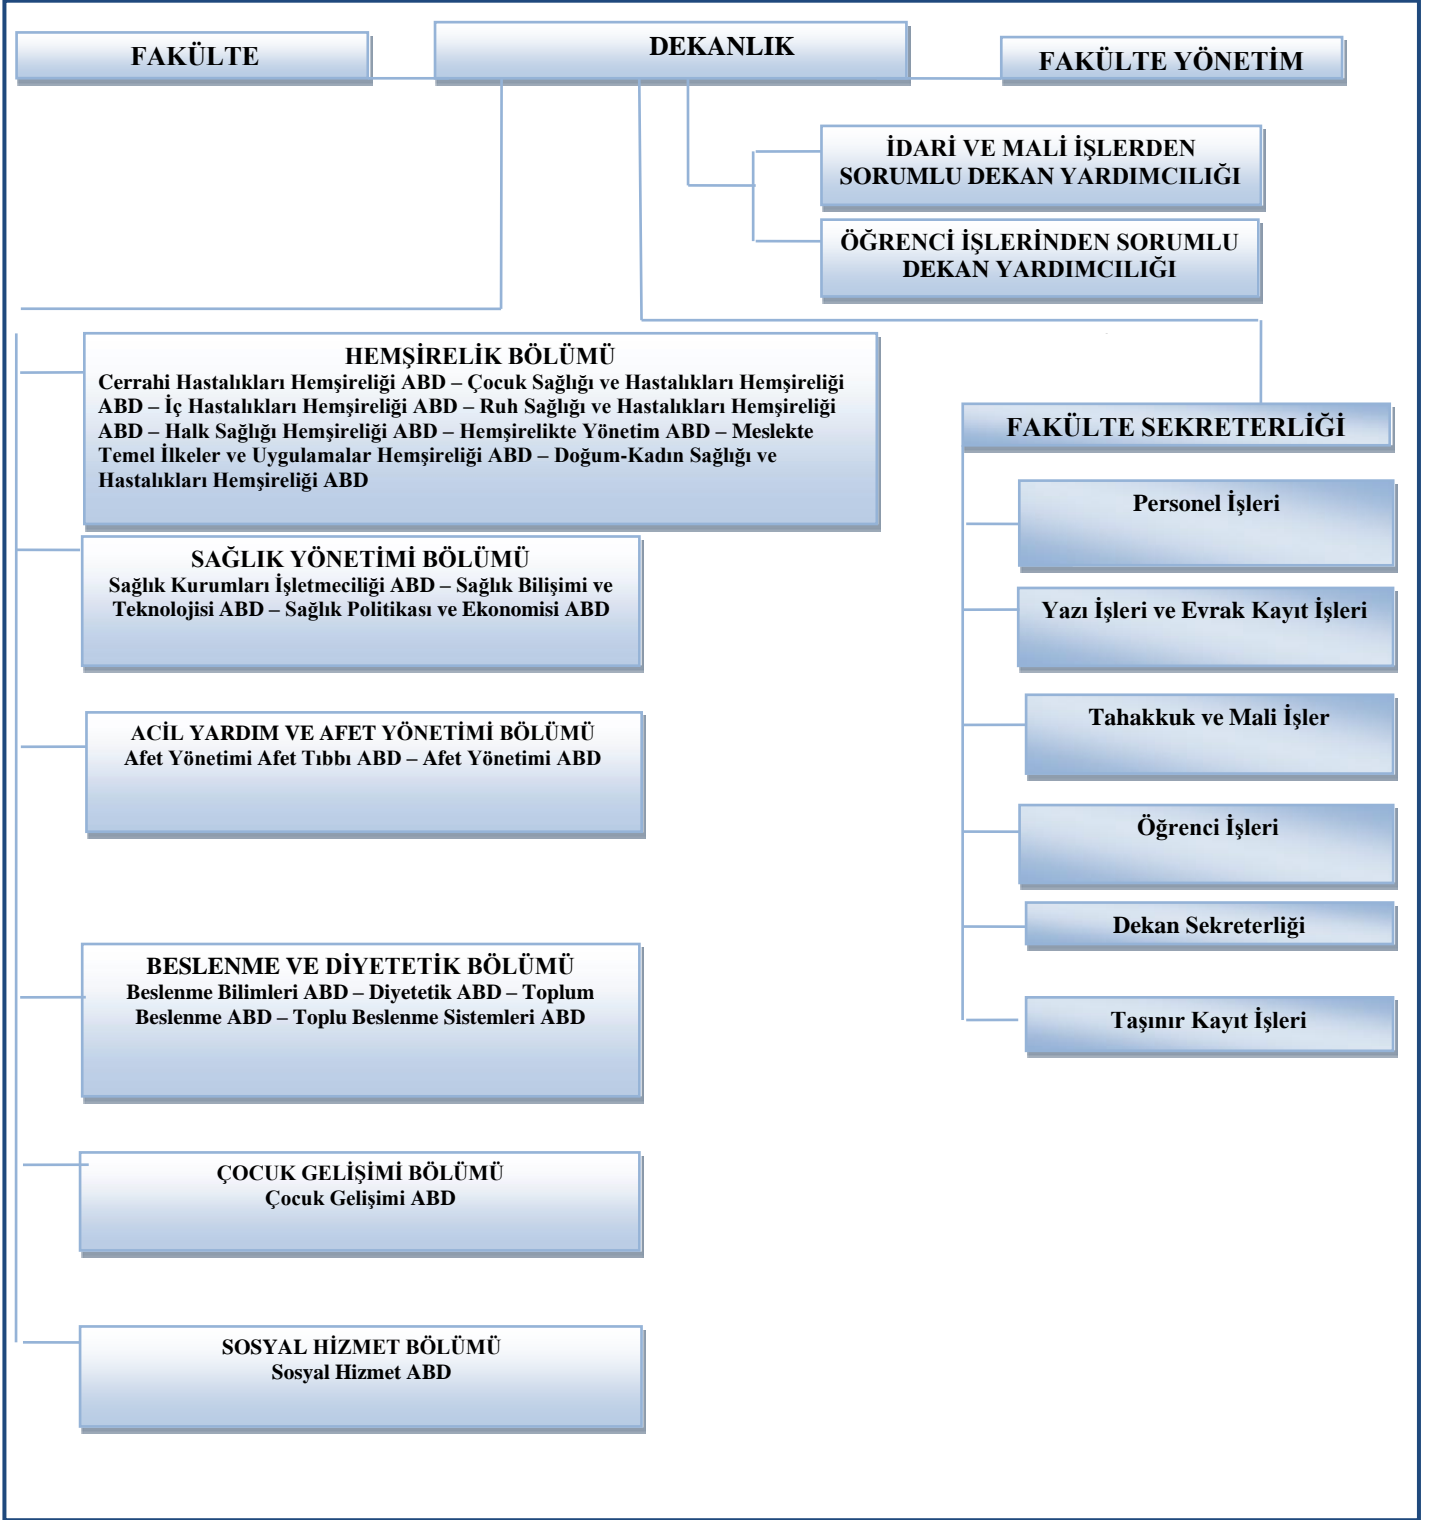 FAKÜLTE
DEKANLIK
FAKÜLTE YÖNETİM
İDARİ VE MALİ İŞLERDEN
SORUMLU DEKAN YARDIMCILIĞI
ÖĞRENCİ İŞLERİNDEN SORUMLU
DEKAN YARDIMCILIĞI
HEMŞİRELİK BÖLÜMÜ
Cerrahi Hastalıkları Hemşireliği ABD – Çocuk Sağlığı ve Hastalıkları Hemşireliği
ABD – İç Hastalıkları Hemşireliği ABD – Ruh Sağlığı ve Hastalıkları Hemşireliği
ABD – Halk Sağlığı Hemşireliği ABD – Hemşirelikte Yönetim ABD – Meslekte
Temel İlkeler ve Uygulamalar Hemşireliği ABD – Doğum-Kadın Sağlığı ve
Hastalıkları Hemşireliği ABD
SAĞLIK YÖNETİMİ BÖLÜMÜ
Sağlık Kurumları İşletmeciliği ABD – Sağlık Bilişimi ve
Teknolojisi ABD – Sağlık Politikası ve Ekonomisi ABD
ACİL YARDIM VE AFET YÖNETİMİ BÖLÜMÜ
Afet Yönetimi Afet Tıbbı ABD – Afet Yönetimi ABD
BESLENME VE DİYETETİK BÖLÜMÜ
Beslenme Bilimleri ABD – Diyetetik ABD – Toplum
Beslenme ABD – Toplu Beslenme Sistemleri ABD
ÇOCUK GELİŞİMİ BÖLÜMÜ
Çocuk Gelişimi ABD
SOSYAL HİZMET BÖLÜMÜ
Sosyal Hizmet ABD
FAKÜLTE SEKRETERLİĞİ
Personel İşleri
Yazı İşleri ve Evrak Kayıt İşleri
Tahakkuk ve Mali İşler
Öğrenci İşleri
Dekan Sekreterliği
Taşınır Kayıt İşleri